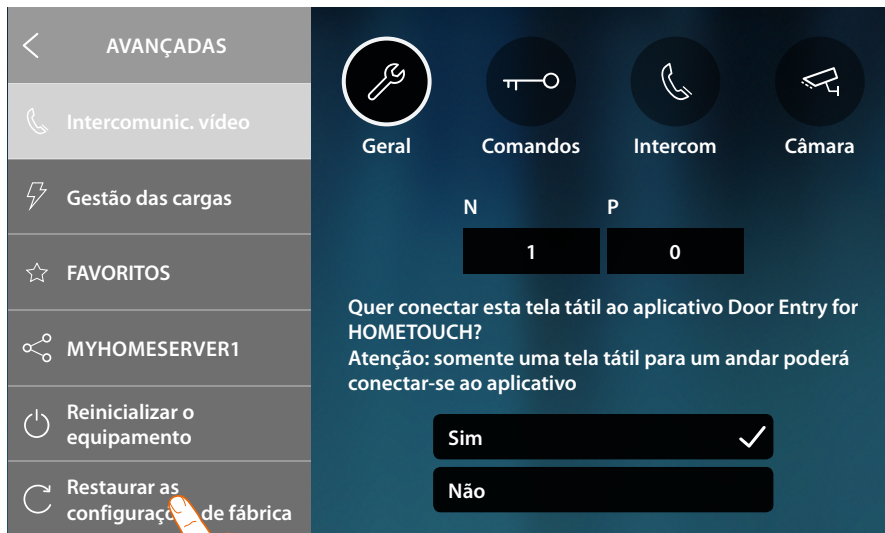 AVANÇADAS
Intercomunic. vídeo
Gestão das cargas
FAVORITOS
MYHOMESERVER1
Reinicializar o
equipamento
Restaurar as
de fábrica
Geral
Comandos
Intercom
Câmara
N
P
1
0
Quer conectar esta tela tátil ao aplicativo Door Entry for
HOMETOUCH?
Atenção: somente uma tela tátil para um andar poderá
conectar-se ao aplicativo
Sim
Não